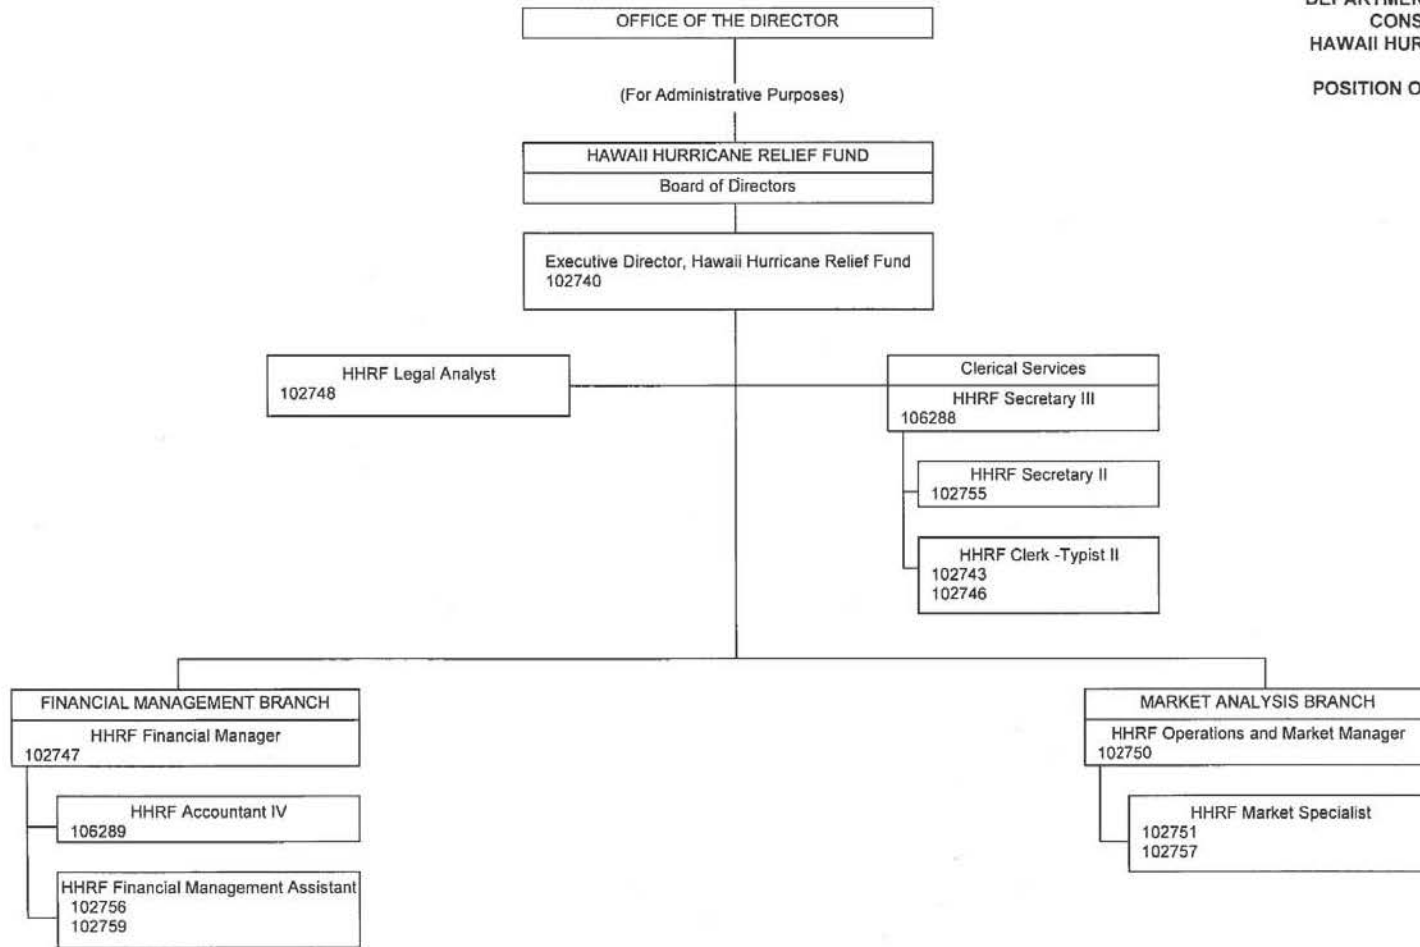 DEPARTMEN
CONS
HAWAII HUR
POSITION O
OFFICE OF THE DIRECTOR
(For Administrative Purposes)
HAWAII HURRICANE RELIEF FUND
Board of Directors
Executive Director, Hawaii Hurricane Relief Fund
102740
HHRF Legal Analyst
102748
Clerical Services
HHRF Secretary III
106288
HHRF Secretary II
102755
HHRF Clerk -Typist II
102743
102746
FINANCIAL MANAGEMENT BRANCH
HHRF Financial Manager
102747
HHRF Accountant IV
106289
HHRF Financial Management Assistant
102756
102759
MARKET ANALYSIS BRANCH
HHRF Operations and Market Manager
102750
HHRF Market Specialist
102751
102757